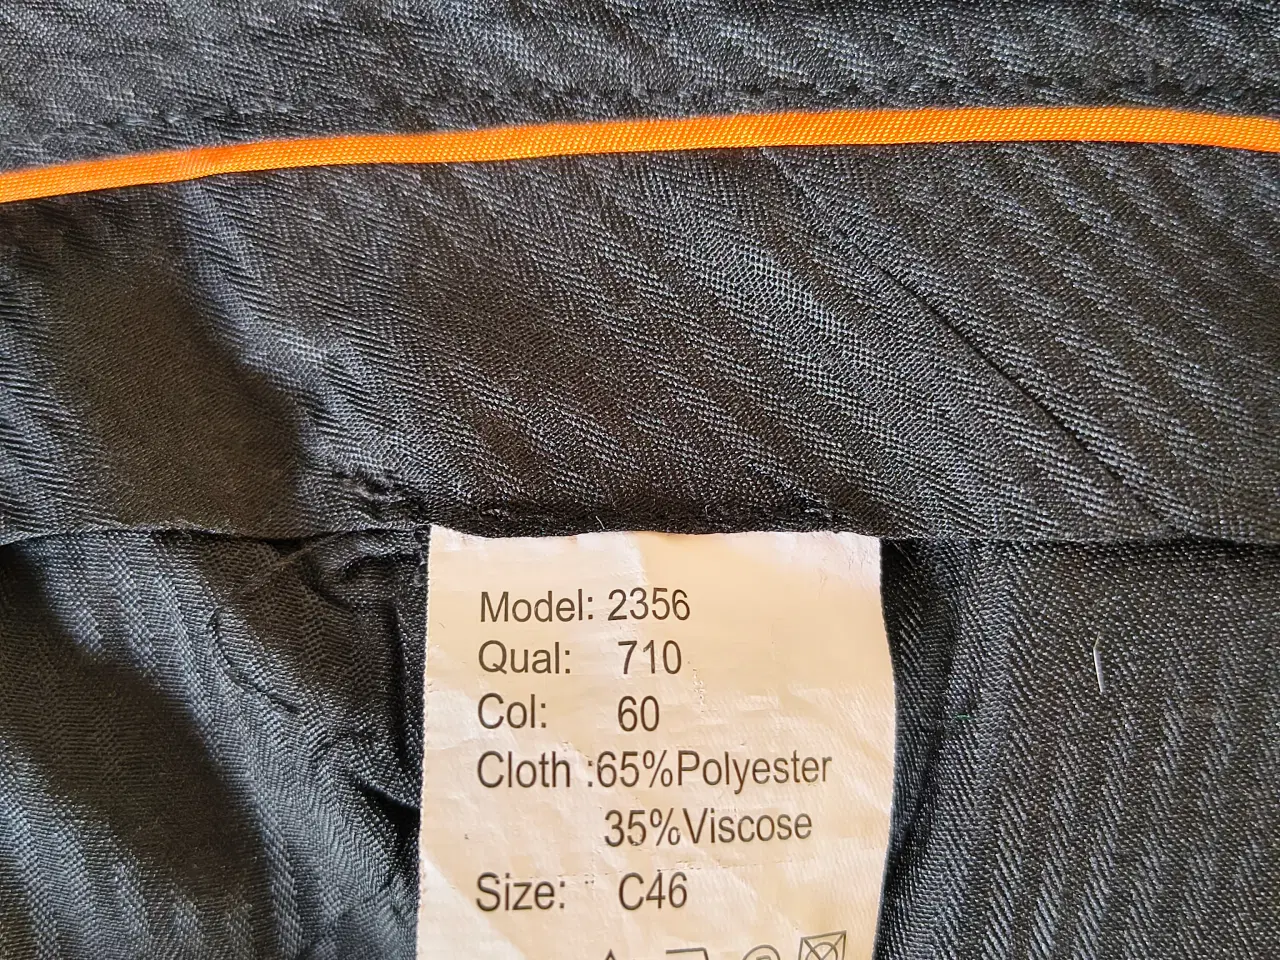 Model: 2356
Qual: 710
Col: 60
Cloth :65%Polyester
35%Viscose
Size: C46